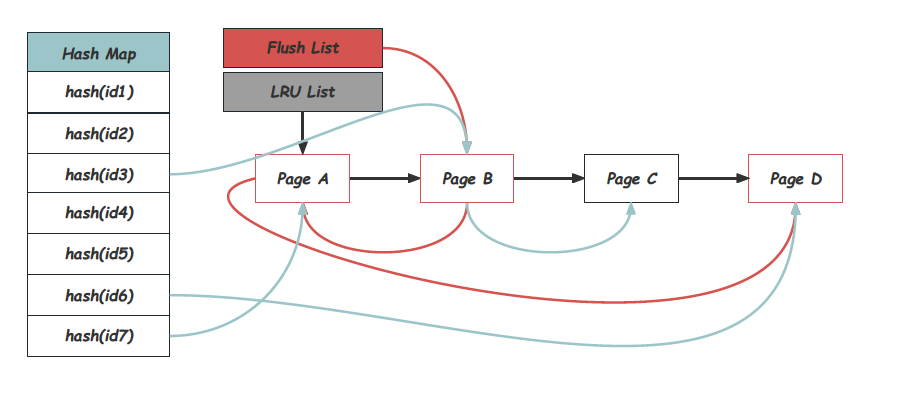 Hash Map
hash(id1)
hash(id2)
hash(id3)
hash(id4)
hash(id5)
hash(id6)
hash(id7)
Flush List
LRU List
Page A
Page B
Page C
Page D